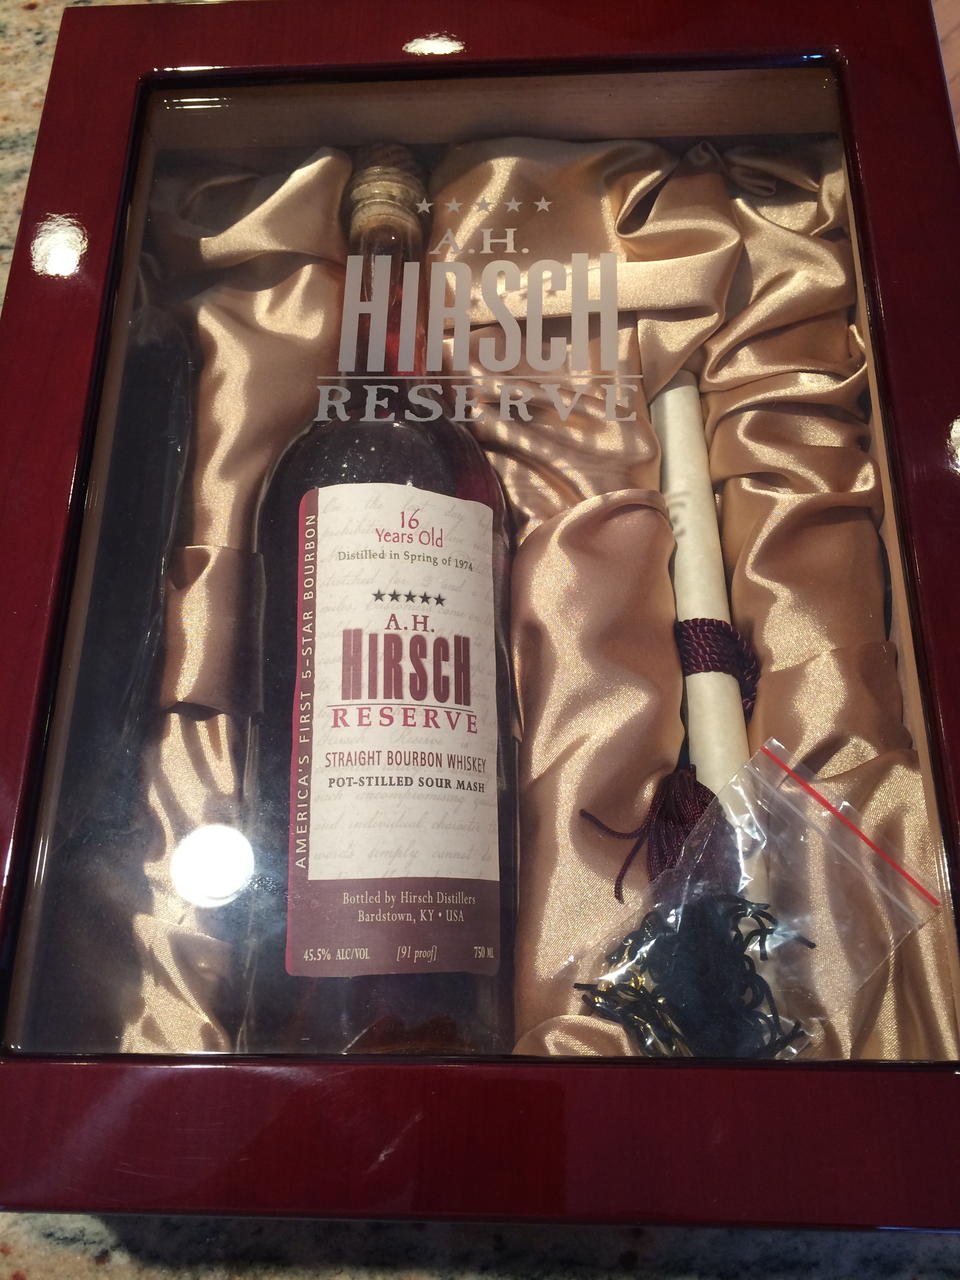 ★★★★★
A.H.
HIRSCH
RESERVE
AMERICA'S FIRST 5-STAR BOURBON
16
Years Old
Distilled in Spring of 1974
★★★★★
A.H.
HIRSCH
RESERVE
STRAIGHT BOURBON WHISKEY
POT-STILLED SOUR MASH
Bottled by Hirsch Distillers
Bardstown, KY • USA
45.5% ALC/VOL [91 proof] 750 ML